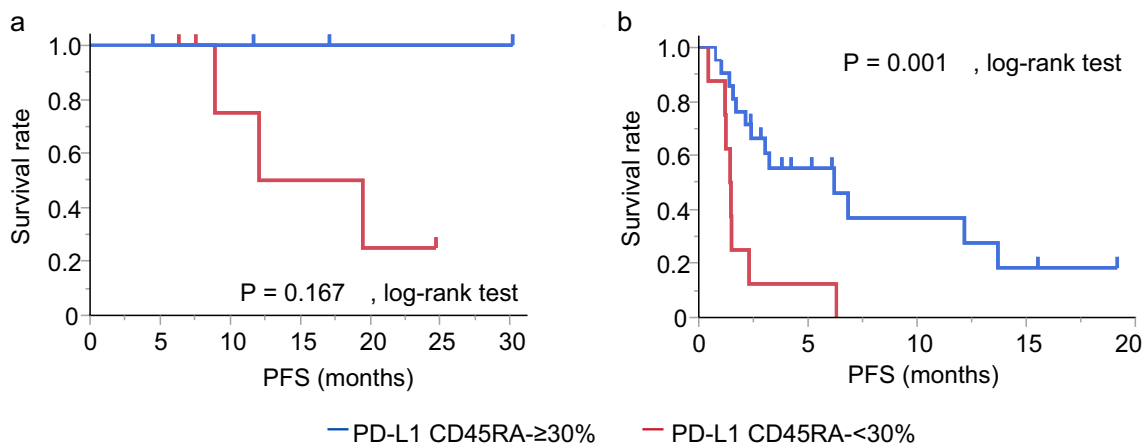 a
Survival rate
1.0
0.8
0.6
0.4
0.2
0
P = 0.167 , log-rank test
0 5 10 15 20 25 30
PFS (months)
b
Survival rate
1.0
0.8
0.6
0.4
0.2
0
P = 0.001 , log-rank test
0 5 10 15 20
PFS (months)
PD-L1 CD45RA-≥30%
PD-L1 CD45RA-<30%